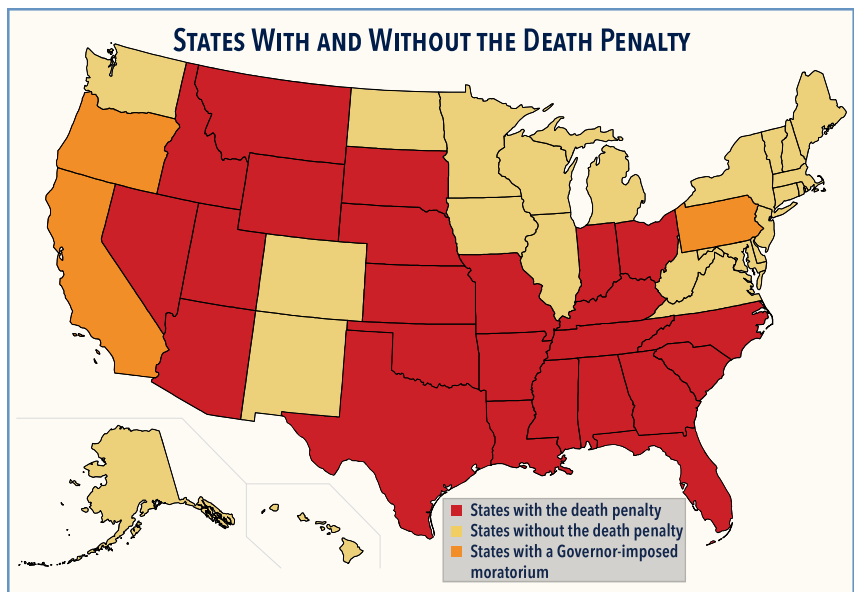 States With and Without the Death Penalty
States with the death penalty
States without the death penalty
States with a Governor-imposed
moratorium